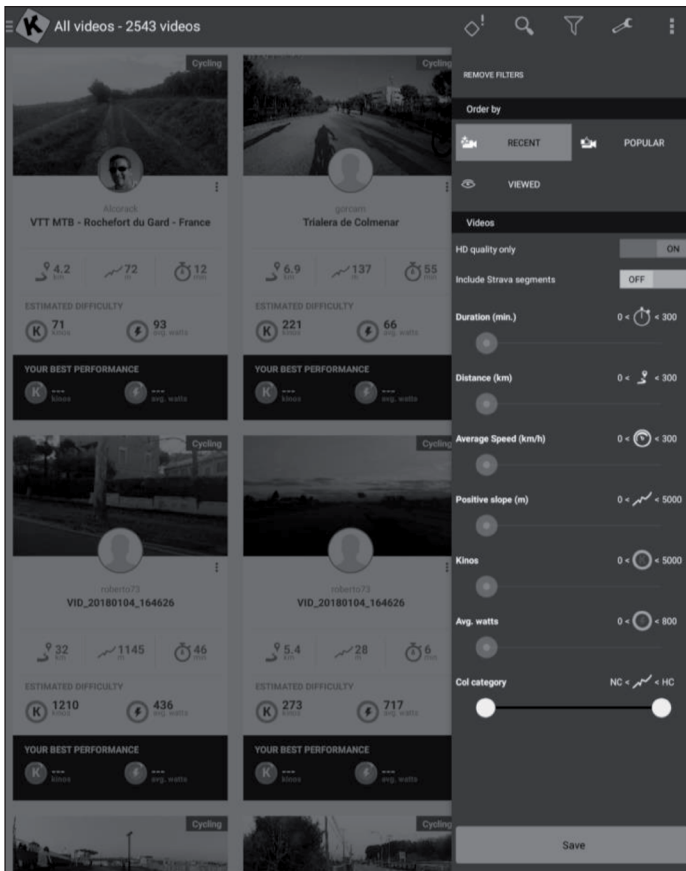 K All videos - 2543 videos
Cycling
Alcorack
VTT MTB - Rochefort du Gard - France
4.2 km
72 m
12 min
ESTIMATED DIFFICULTY
K 71 kinos
93 avg. watts
YOUR BEST PERFORMANCE
K --- kinos
--- avg. watts
Cycling
gorcam
Trialera de Colmenar
6.9 km
137 m
55 min
ESTIMATED DIFFICULTY
K 221 kinos
66 avg. watts
YOUR BEST PERFORMANCE
K --- kinos
--- avg. watts
Cycling
roberto73
VID_20180104_164626
32 km
1145 m
46 min
ESTIMATED DIFFICULTY
K 1210 kinos
436 avg. watts
YOUR BEST PERFORMANCE
K --- kinos
--- avg. watts
Cycling
roberto73
VID_20180104_164626
5.4 km
28 m
6 min
ESTIMATED DIFFICULTY
K 273 kinos
717 avg. watts
YOUR BEST PERFORMANCE
K --- kinos
--- avg. watts
Cycling
Cycling
REMOVE FILTERS
Order by
RECENT
POPULAR
VIEWED
Videos
HD quality only ON
Include Strava segments OFF
Duration (min.) 0 < < 300
Distance (km) 0 < < 300
Average Speed (km/h) 0 < < 300
Positive slope (m) 0 < < 5000
Kinos 0 < < 5000
Avg. watts 0 < < 800
Col category NC < < HC
Save